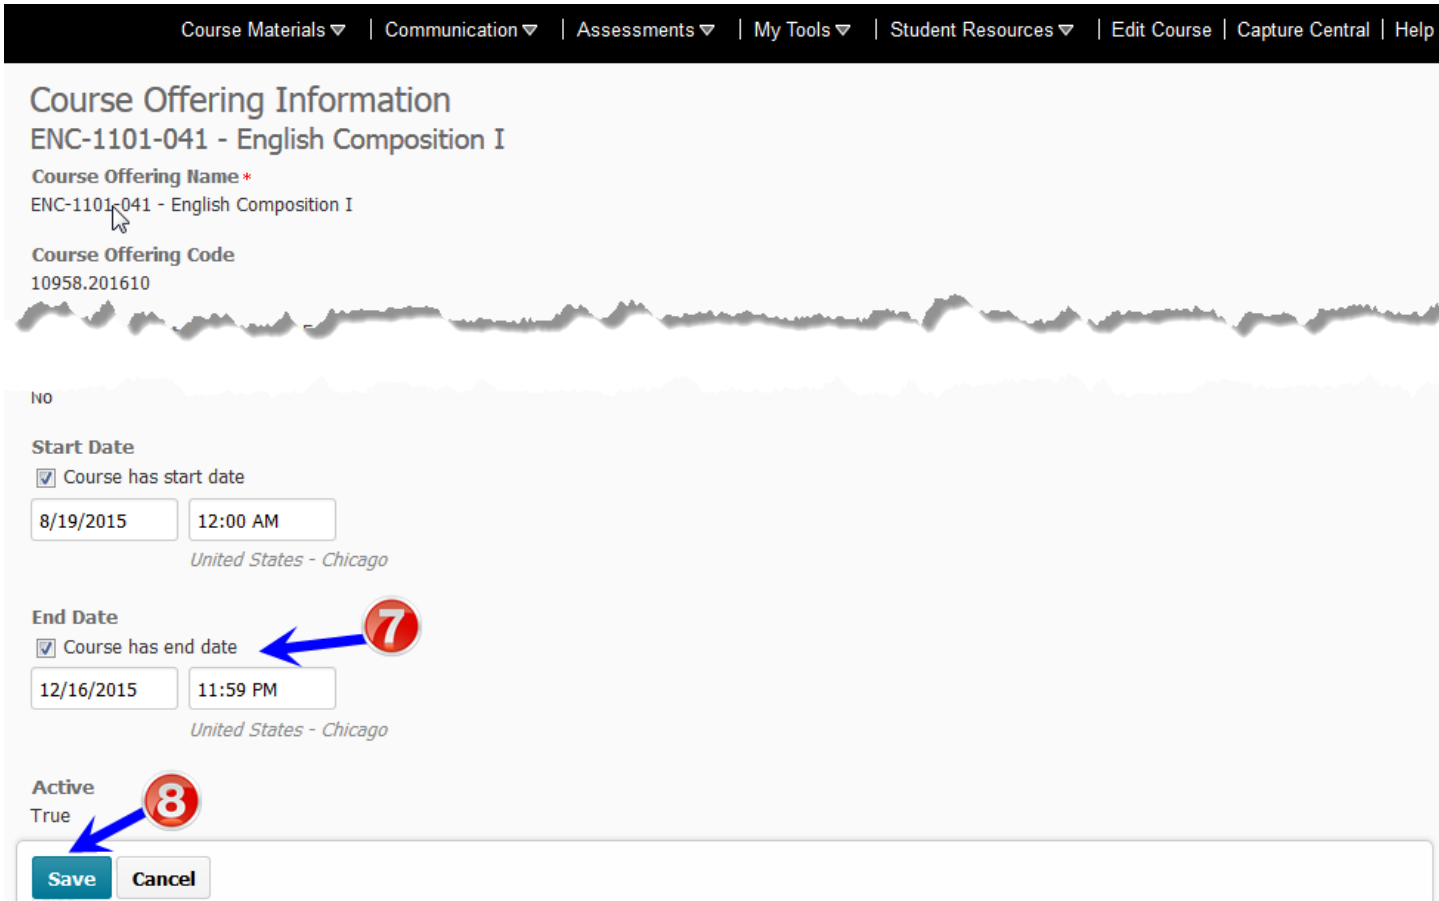 Course Materials | Communication | Assessments | My Tools | Student Resources | Edit Course | Capture Central | Help
Course Offering Information
ENC-1101-041 - English Composition I
Course Offering Name *
ENC-1101-041 - English Composition I
Course Offering Code
10958.201610
No
Start Date
Course has start date
8/19/2015 12:00 AM
United States - Chicago
End Date
7
Course has end date
12/16/2015 11:59 PM
United States - Chicago
Active
8
True
Save Cancel